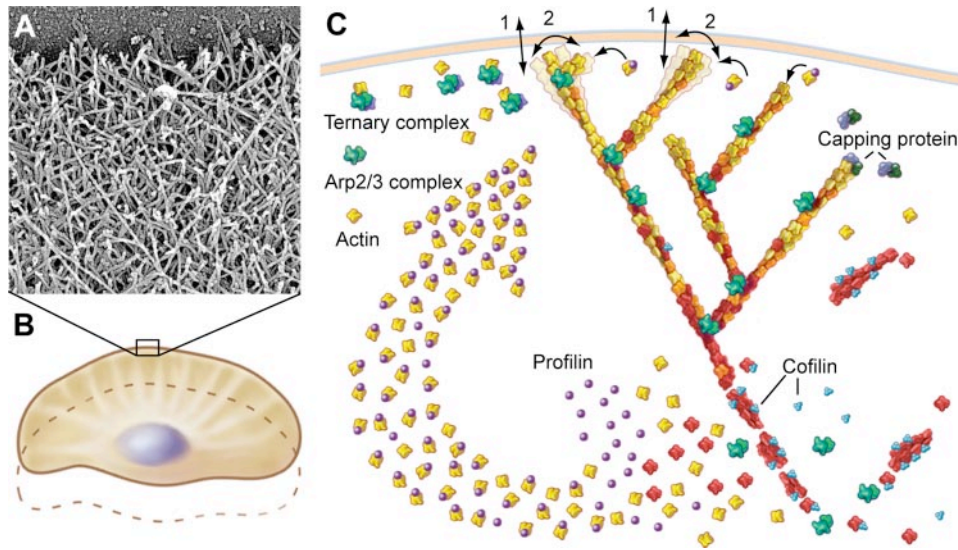 A
B
C
1
2
1
2
Ternary complex
Arp2/3 complex
Actin
Capping protein
Profilin
Cofilin